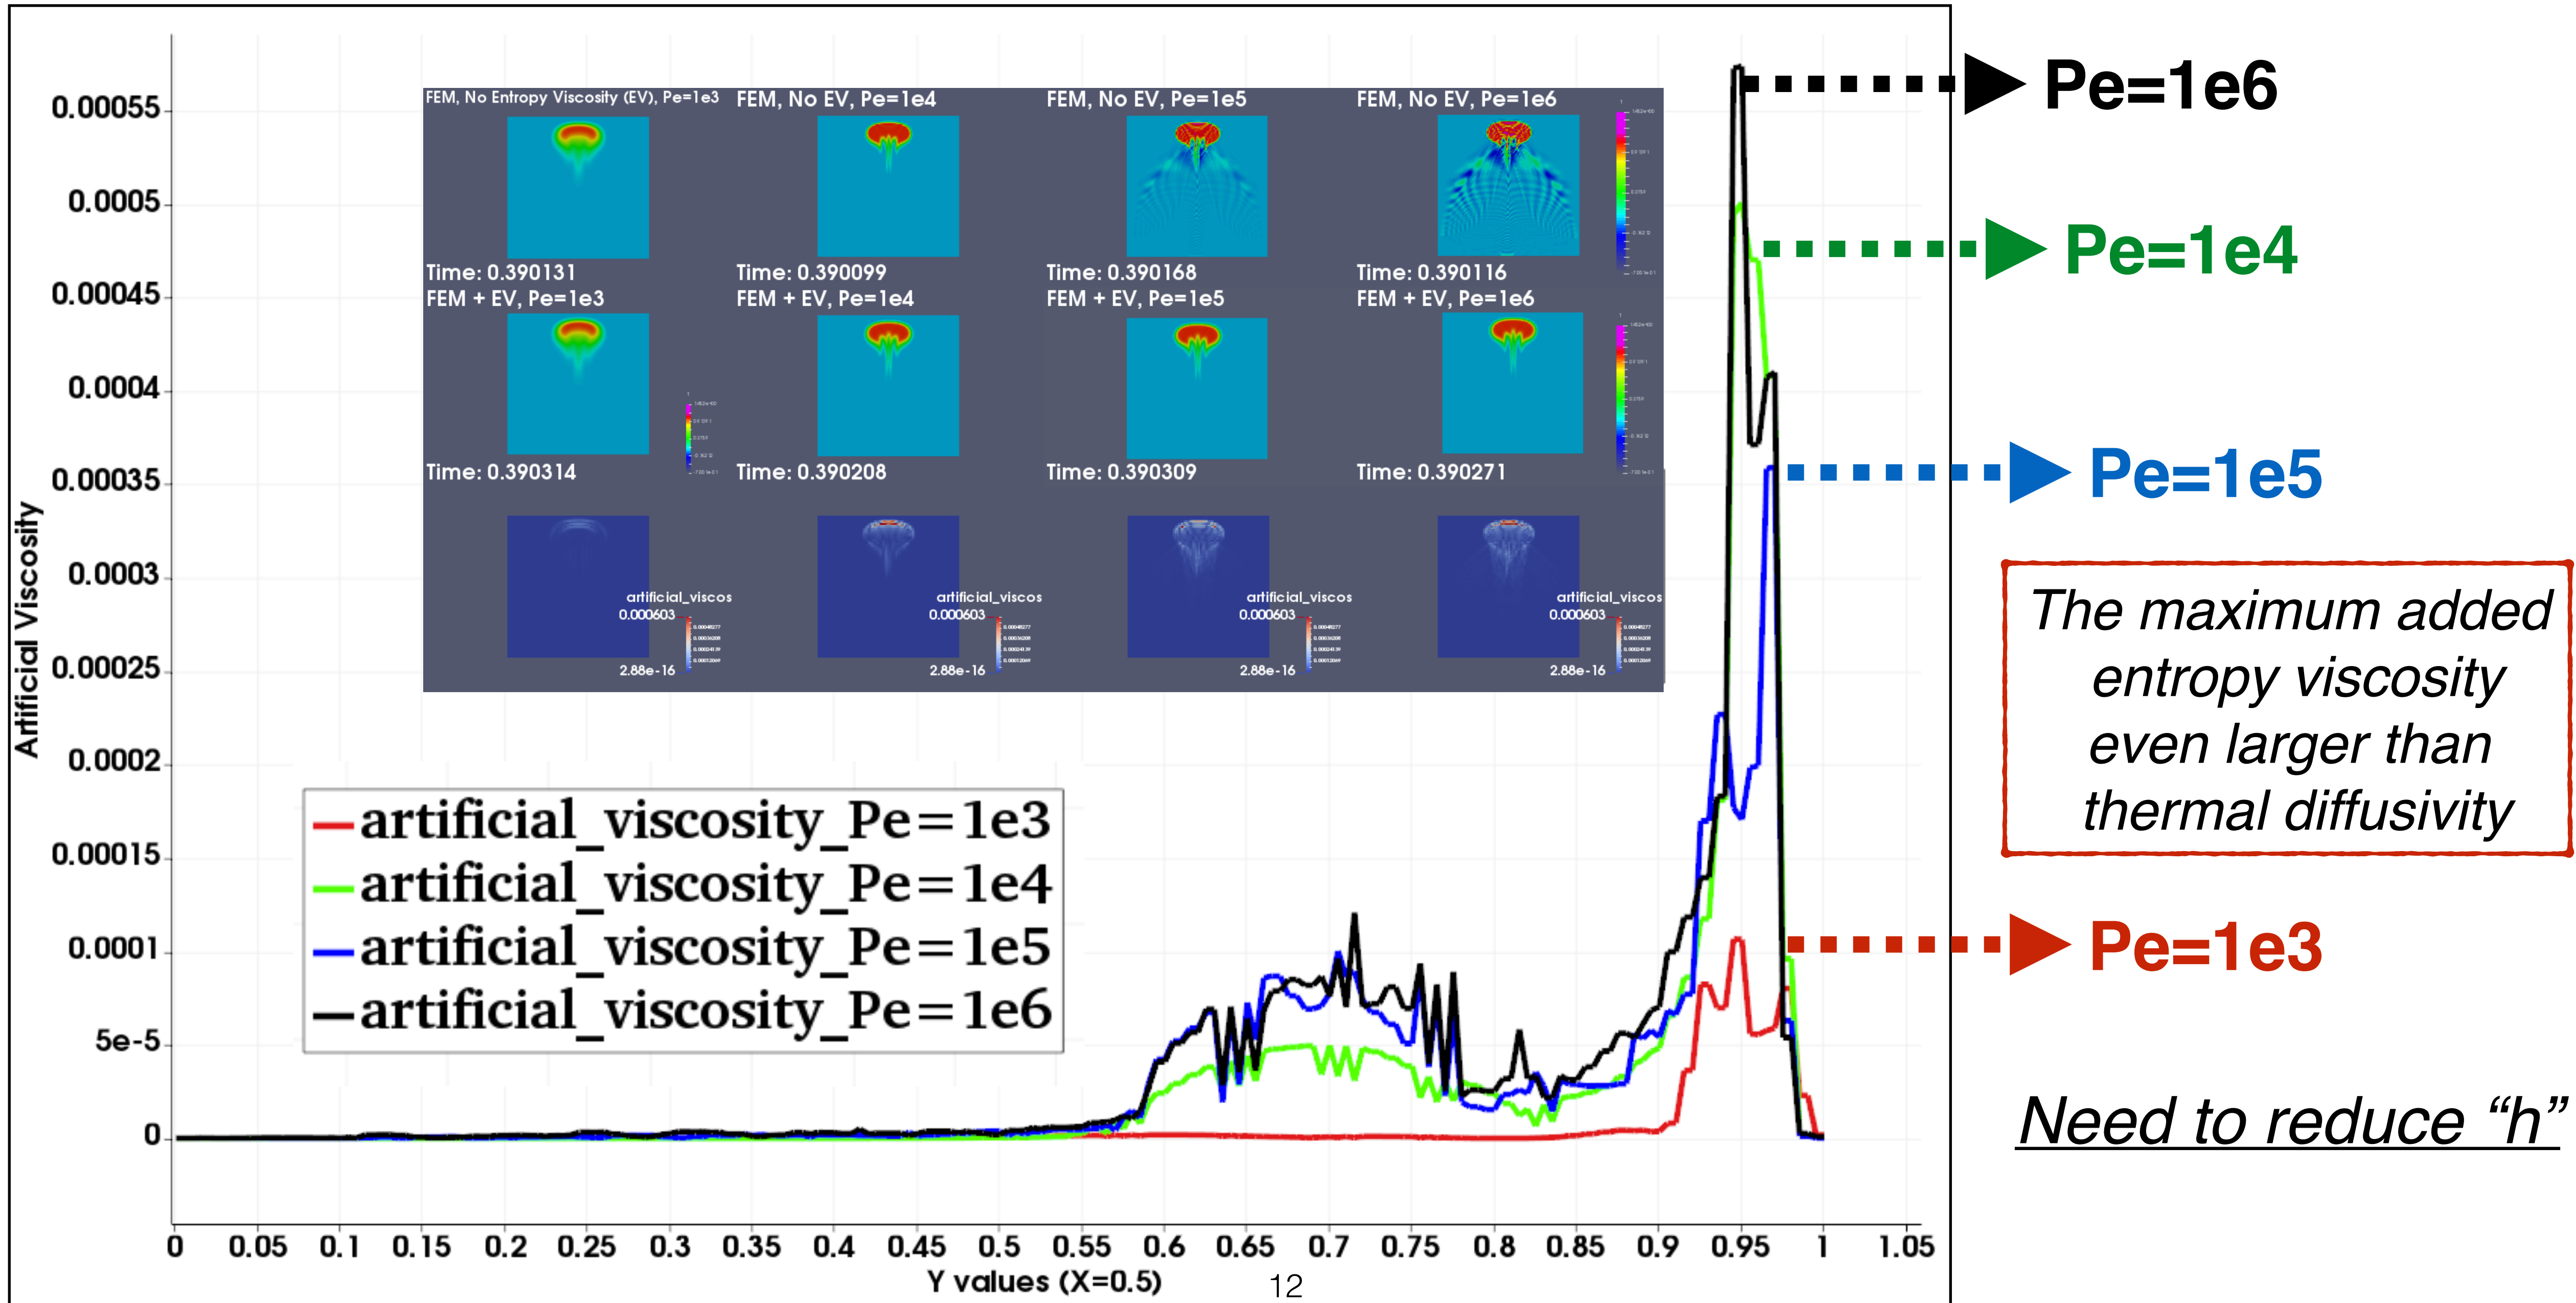 0.00055
0.0005
0.00045
0.0004
0.00035
0.0003
0.00025
0.0002
0.00015
0.0001
5e-5
0
Artificial Viscosity
FEM, No Entropy Viscosity (EV), Pe=1e3
FEM, No EV, Pe=1e4
FEM, No EV, Pe=1e5
FEM, No EV, Pe=1e6
Time: 0.390131
Time: 0.390099
Time: 0.390168
Time: 0.390116
FEM + EV, Pe=1e3
FEM + EV, Pe=1e4
FEM + EV, Pe=1e5
FEM + EV, Pe=1e6
Time: 0.390314
Time: 0.390208
Time: 0.390309
Time: 0.390271
artificial_viscos
0.000603
2.88e-16
artificial_viscos
0.000603
2.88e-16
artificial_viscos
0.000603
2.88e-16
artificial_viscos
0.000603
2.88e-16
artificial_viscosity_Pe=1e3
artificial_viscosity_Pe=1e4
artificial_viscosity_Pe=1e5
artificial_viscosity_Pe=1e6
0 0.05 0.1 0.15 0.2 0.25 0.3 0.35 0.4 0.45 0.5 0.55 0.6 0.65 0.7 0.75 0.8 0.85 0.9 0.95 1 1.05
Y values (X=0.5)
12
Pe=1e6
Pe=1e4
Pe=1e5
The maximum added
entropy viscosity
even larger than
thermal diffusivity
Pe=1e3
Need to reduce “h”